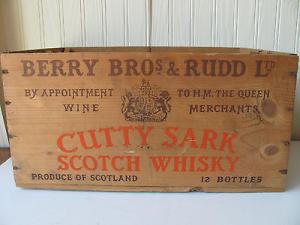 BERRY BROS & RUDD LTD
BY APPOINTMENT TO H.M. THE QUEEN
WINE MERCHANTS
CUTTY SARK
SCOTCH WHISKY
PRODUCE OF SCOTLAND 12 BOTTLES